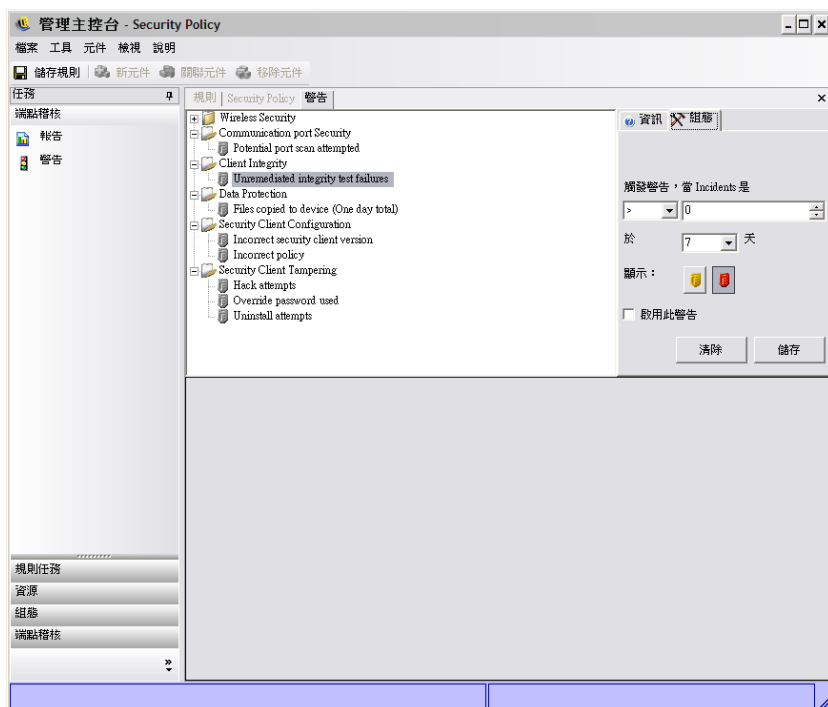 管理主控台 - Security Policy
檔案 工具 元件 檢視 說明
儲存規則 新元件 關聯元件 移除元件
任務
端點稽核
報告
警告
規則任務
資源
組態
端點稽核
規則 Security Policy 警告
Wireless Security
Communication port Security
Potential port scan attempted
Client Integrity
Unremediated integrity test failures
Data Protection
Files copied to device (One day total)
Security Client Configuration
Incorrect security client version
Incorrect policy
Security Client Tampering
Hack attempts
Override password used
Uninstall attempts
資訊 組態
觸發警告，當 Incidents 是
> 0
於 7 天
顯示：
啟用此警告
清除 儲存